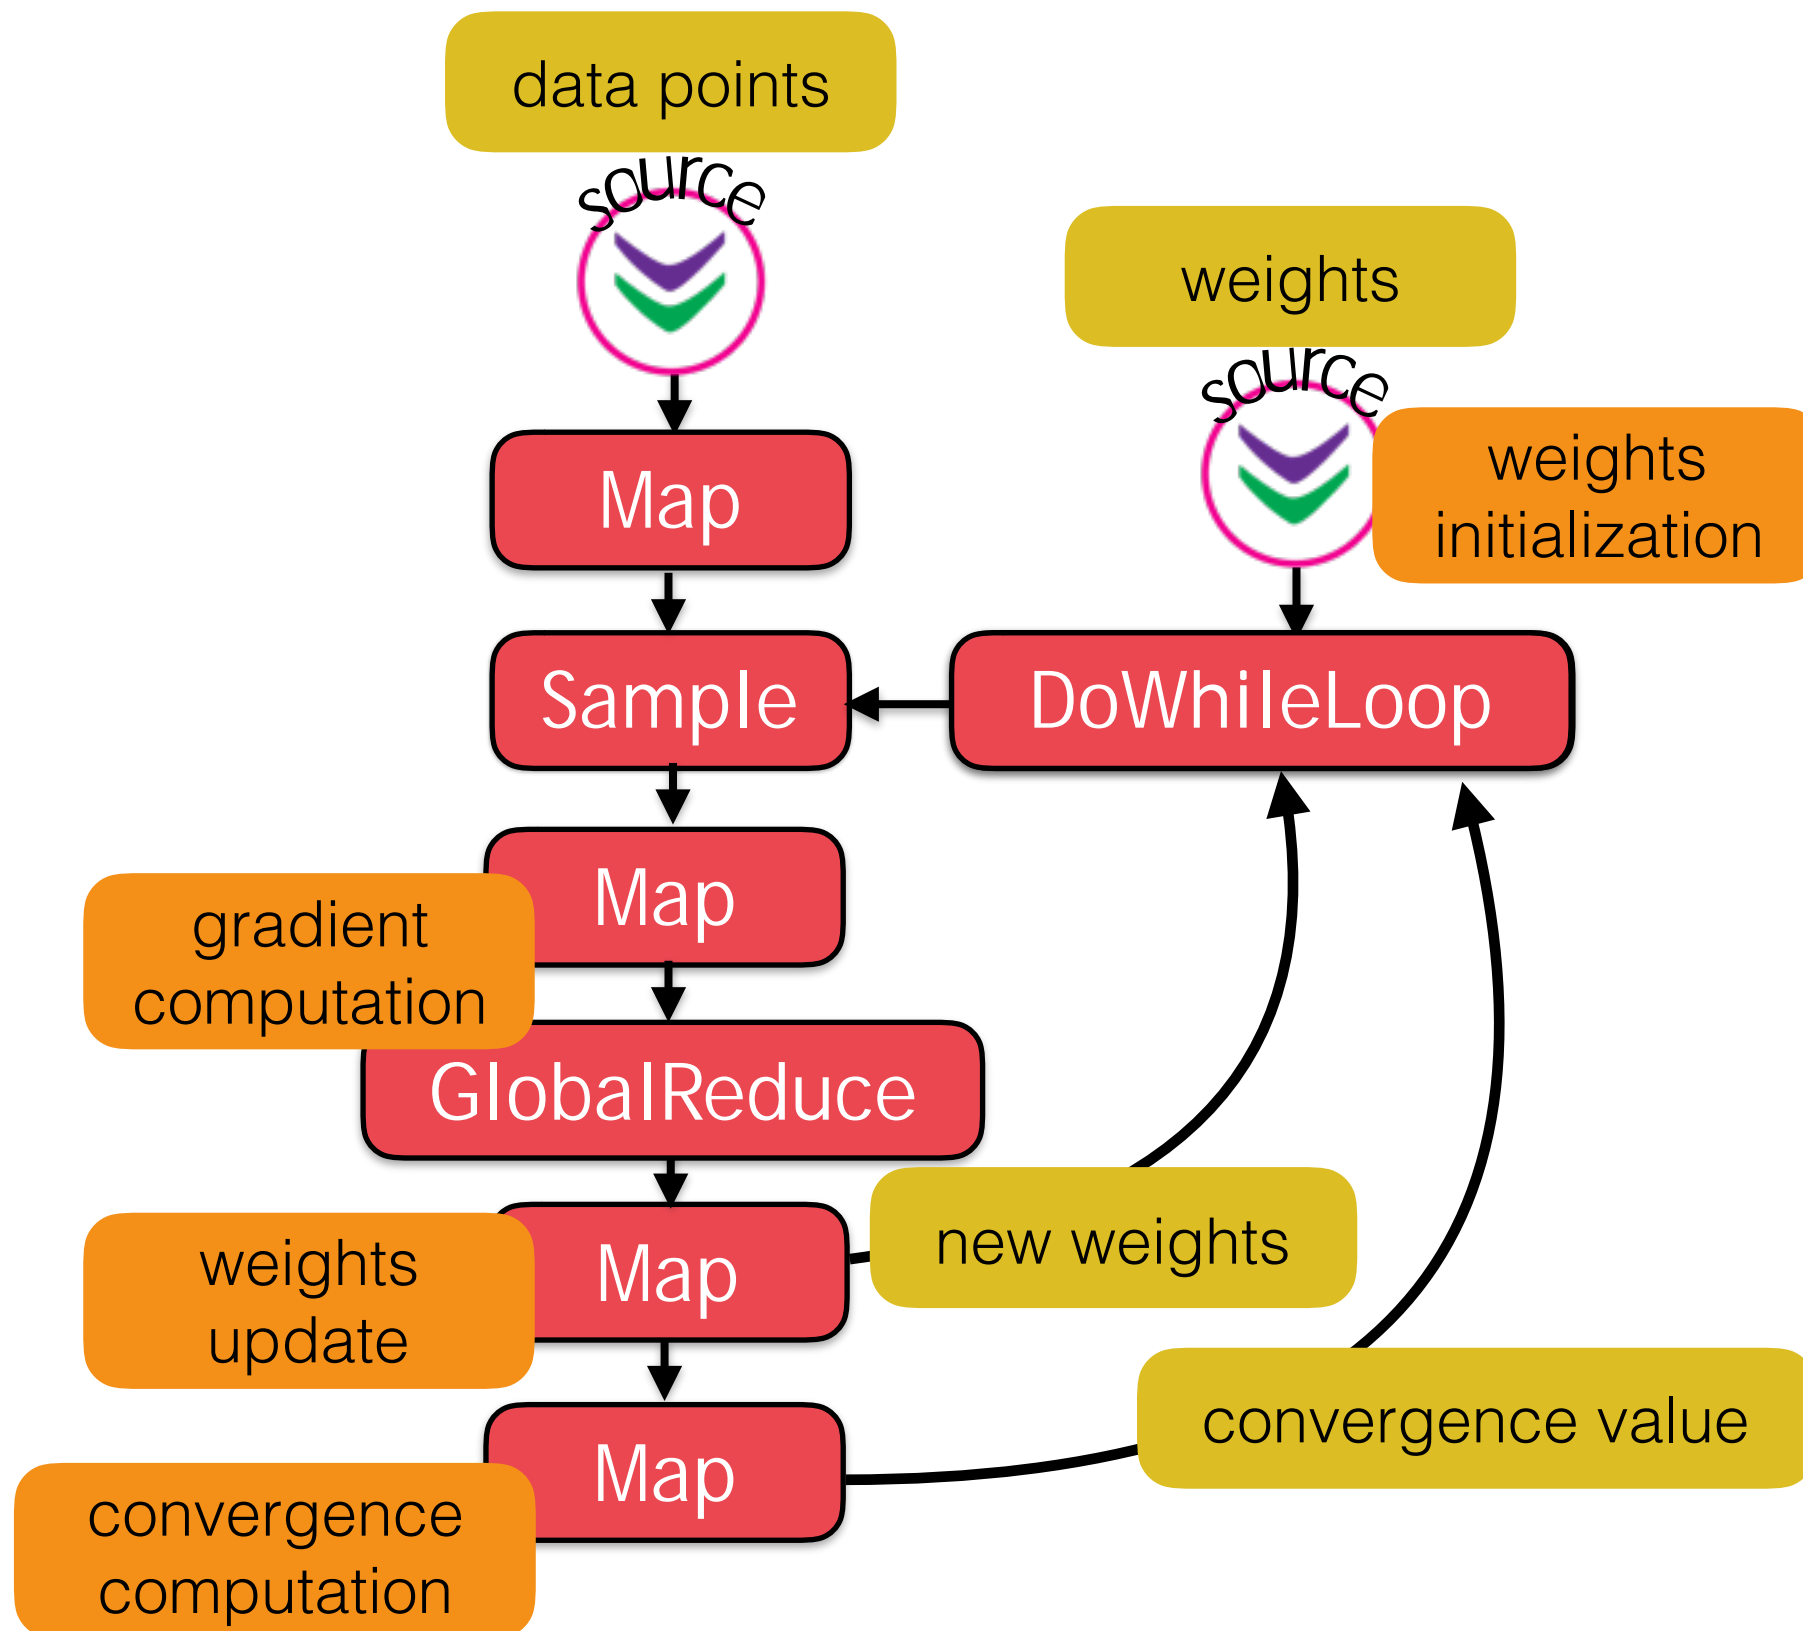 data points
source
weights
source
weights
initialization
Map
Sample
DoWhileLoop
Map
gradient
computation
GlobalReduce
Map
new weights
weights
update
Map
convergence value
convergence
computation